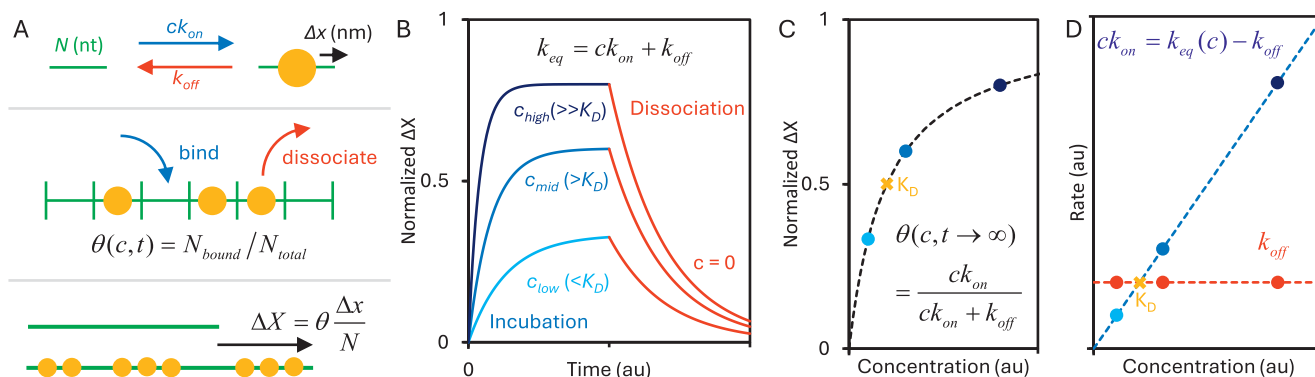 A
N (nt)
ck_on
k_off
Δx (nm)
bind
dissociate
θ(c,t) = N_bound / N_total
ΔX = θ Δx/N
B
Normalized ΔX
1
0.5
0
k_eq = ck_on + k_off
c_high (>>K_D)
Dissociation
c_mid (>K_D)
c_low (<K_D)
c = 0
Incubation
0
Time (au)
C
Normalized ΔX
1
0.5
0
K_D
θ(c,t → ∞)
= ck_on / (ck_on + k_off)
Concentration (au)
D
Rate (au)
ck_on = k_eq (c) − k_off
k_off
K_D
0
Concentration (au)